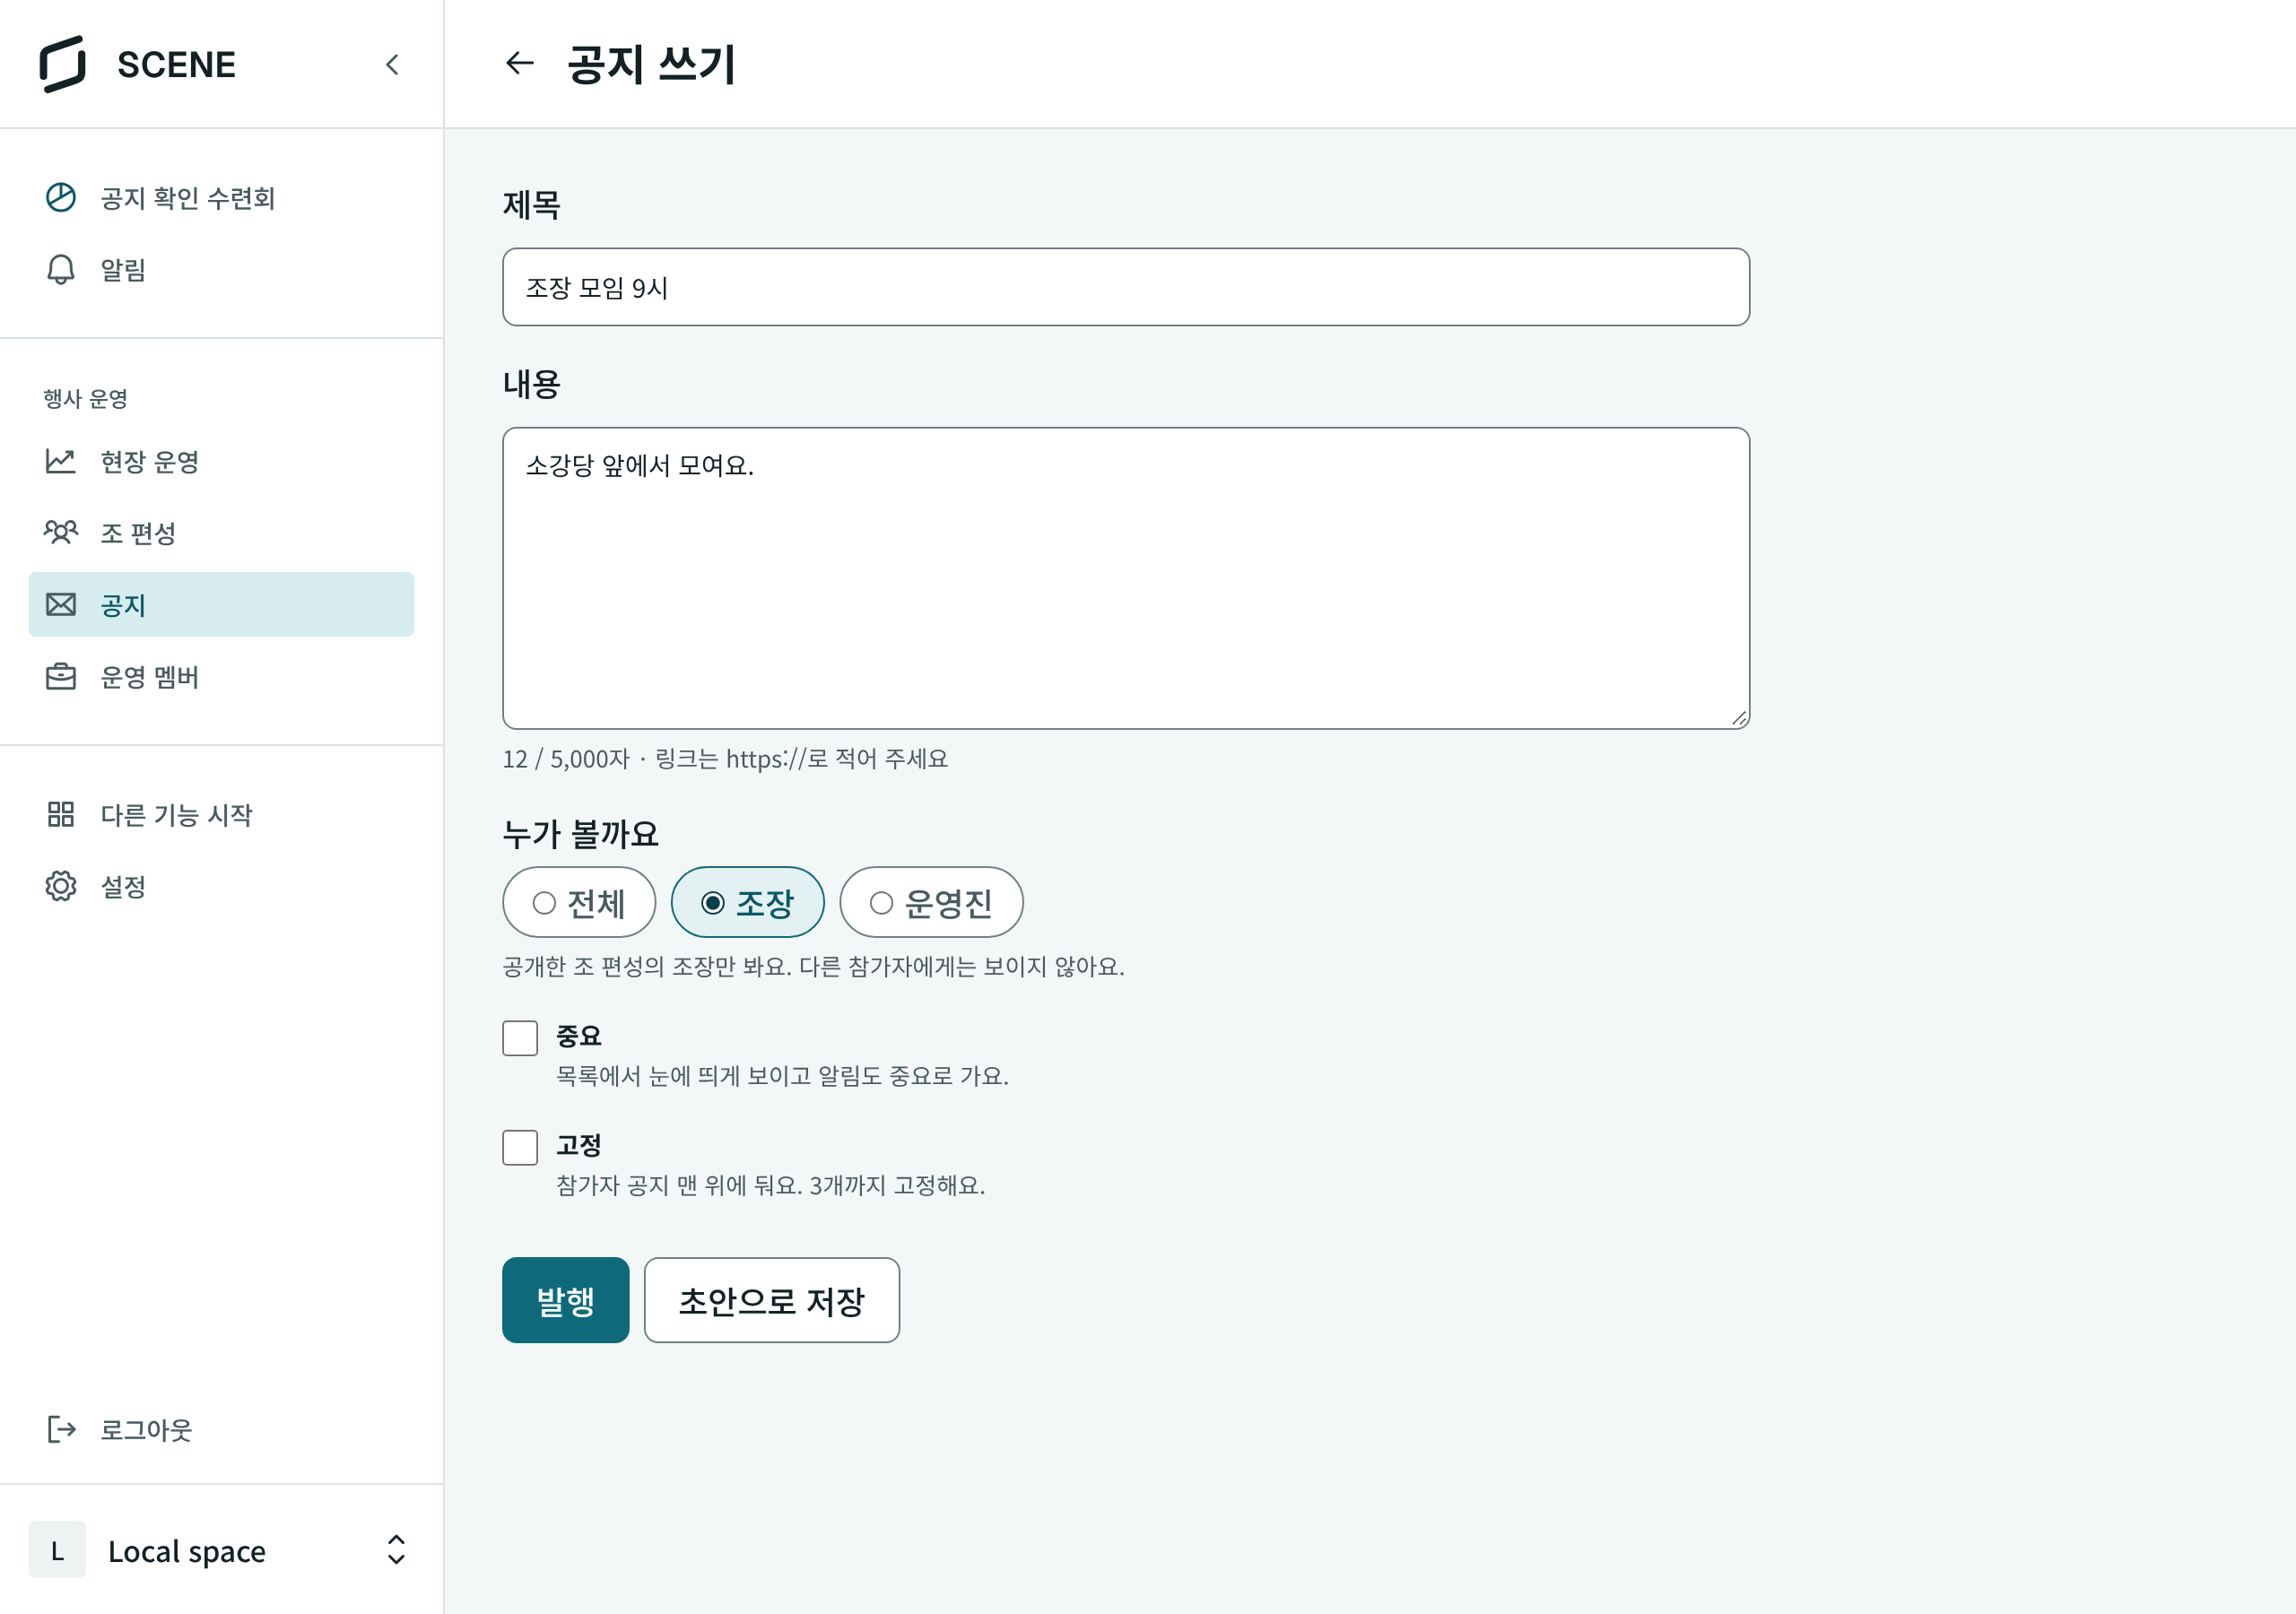 SCENE
공지 확인 수련회
알림
행사 운영
현장 운영
조 편성
공지
운영 멤버
다른 기능 시작
설정
로그아웃
L Local space
공지 쓰기
제목
조장 모임 9시
내용
소강당 앞에서 모여요.
12 / 5,000자 · 링크는 https://로 적어 주세요
누가 볼까요
전체 조장 운영진
공개한 조 편성의 조장만 봐요. 다른 참가자에게는 보이지 않아요.
중요
목록에서 눈에 띄게 보이고 알림도 중요로 가요.
고정
참가자 공지 맨 위에 둬요. 3개까지 고정해요.
발행 초안으로 저장